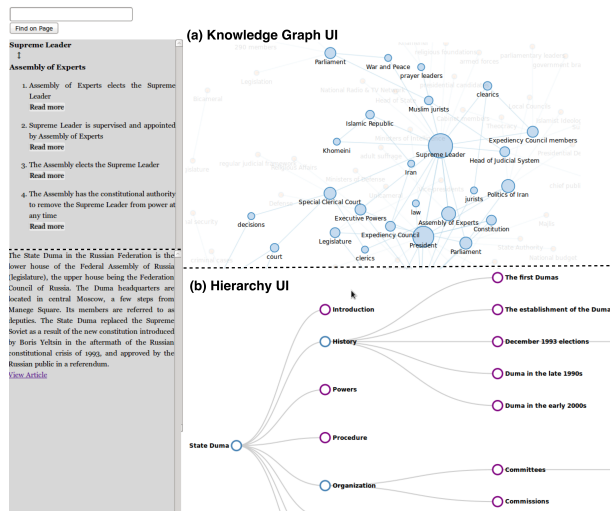 Find on Page
Supreme Leader
Assembly of Experts
1. Assembly of Experts elects the Supreme
Leader
Read more
2. Supreme Leader is supervised and appointed
by Assembly of Experts
Read more
3. The Assembly elects the Supreme Leader
Read more
4. The Assembly has the constitutional authority
to remove the Supreme Leader from power at
any time
Read more
The State Duma in the Russian Federation is the
lower house of the Federal Assembly of Russia
(legislature), the upper house being the Federation
Council of Russia. The Duma headquarters are
located in central Moscow, a few steps from
Manege Square. Its members are referred to as
deputies. The State Duma replaced the Supreme
Soviet as a result of the new constitution introduced
by Boris Yeltsin in the aftermath of the Russian
constitutional crisis of 1993, and approved by the
Russian public in a referendum.
View Article
(a) Knowledge Graph UI
Parliament
War and Peace
prayer leaders
clearics
Muslim jurists
Islamic Republic
Expediency Council members
Khomeini
Supreme Leader
Head of Judicial System
Iran
Special Clerical Court
jurists
Politics of Iran
law
Executive Powers
Assembly of Experts
decisions
Expediency Council
Constitution
Legislature
President
court
clerics
Parliament
(b) Hierarchy UI
The first Dumas
Introduction
The establishment of the Duma
History
December 1993 elections
Duma in the late 1990s
Powers
Duma in the early 2000s
Procedure
State Duma
Committees
Organization
Commissions